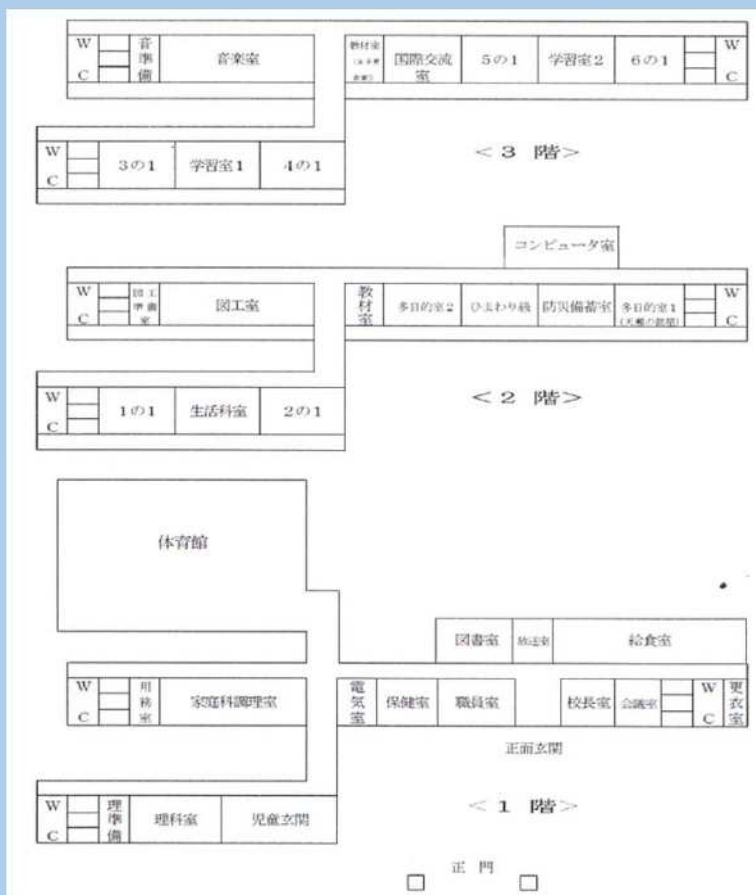 WC
音準備
音楽室
教材室
国際交流室
5の1
学習室2
6の1
WC
WC
3の1
学習室1
4の1
<3 階>
コンピュータ室
WC
図工準備室
図工室
教材室
多目的室2
ひまわり級
防災備蓄室
多目的室1
WC
WC
1の1
生活科室
2の1
<2 階>
体育館
図書室
放送室
給食室
WC
用務室
家庭科調理室
電気室
保健室
職員室
校長室
会議室
WC
更衣室
正面玄関
WC
理準備
理科室
児童玄関
<1 階>
正 門